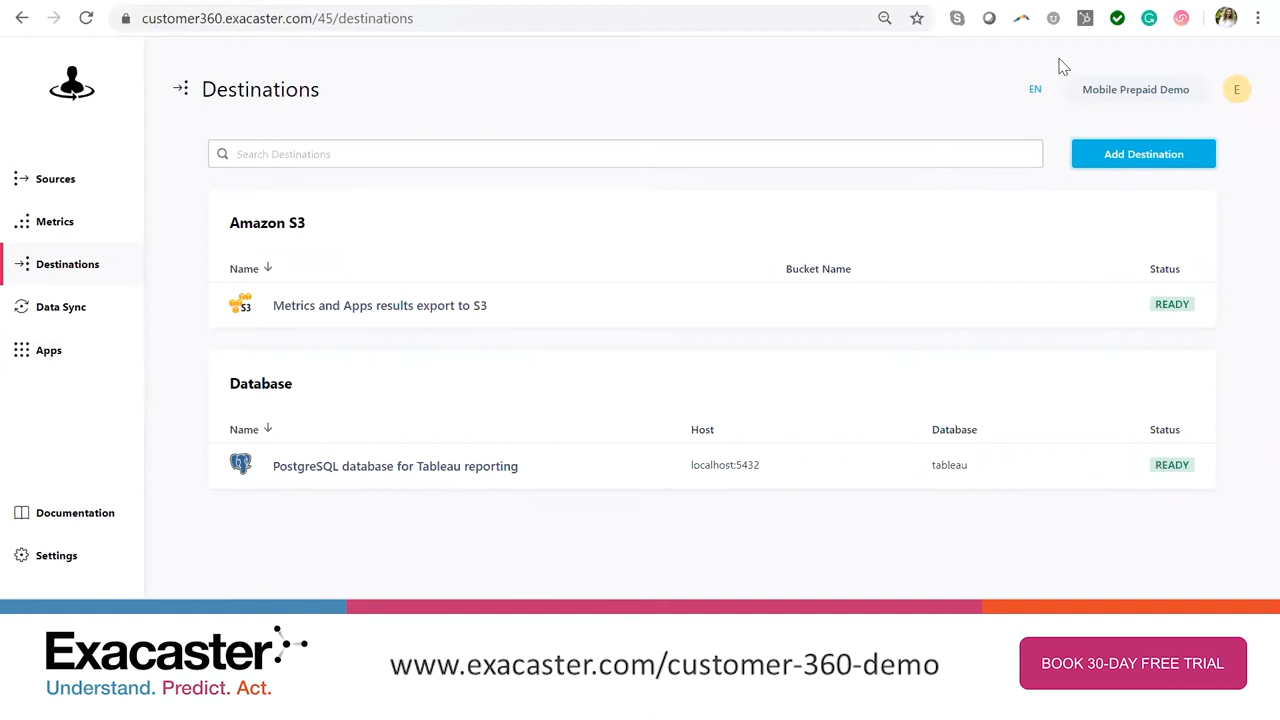 customer360.exacaster.com/45/destinations
Destinations
EN
Mobile Prepaid Demo
E
Search Destinations
Add Destination
Sources
Metrics
Destinations
Data Sync
Apps
Documentation
Settings
Amazon S3
Name Bucket Name Status
S3 Metrics and Apps results export to S3 READY
Database
Name Host Database Status
PostgreSQL database for Tableau reporting localhost:5432 tableau READY
Exacaster
Understand. Predict. Act.
www.exacaster.com/customer-360-demo
BOOK 30-DAY FREE TRIAL